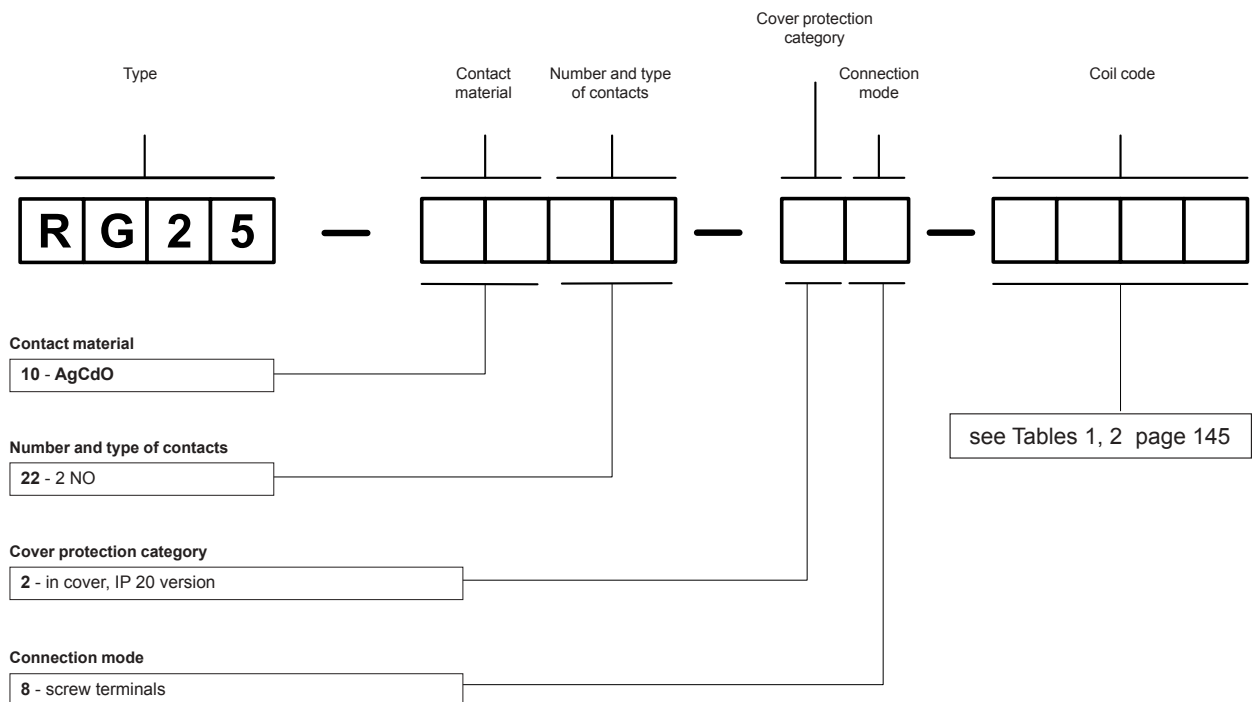 Cover protection
category
Type
Contact
material
Number and type
of contacts
Connection
mode
Coil code
R G 2 5 — — —
Contact material
10 - AgCdO
see Tables 1, 2 page 145
Number and type of contacts
22 - 2 NO
Cover protection category
2 - in cover, IP 20 version
Connection mode
8 - screw terminals